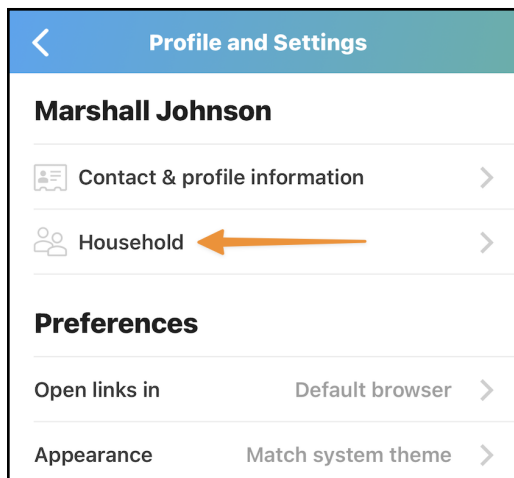 Profile and Settings
Marshall Johnson
Contact & profile information
Household
Preferences
Open links in Default browser
Appearance Match system theme